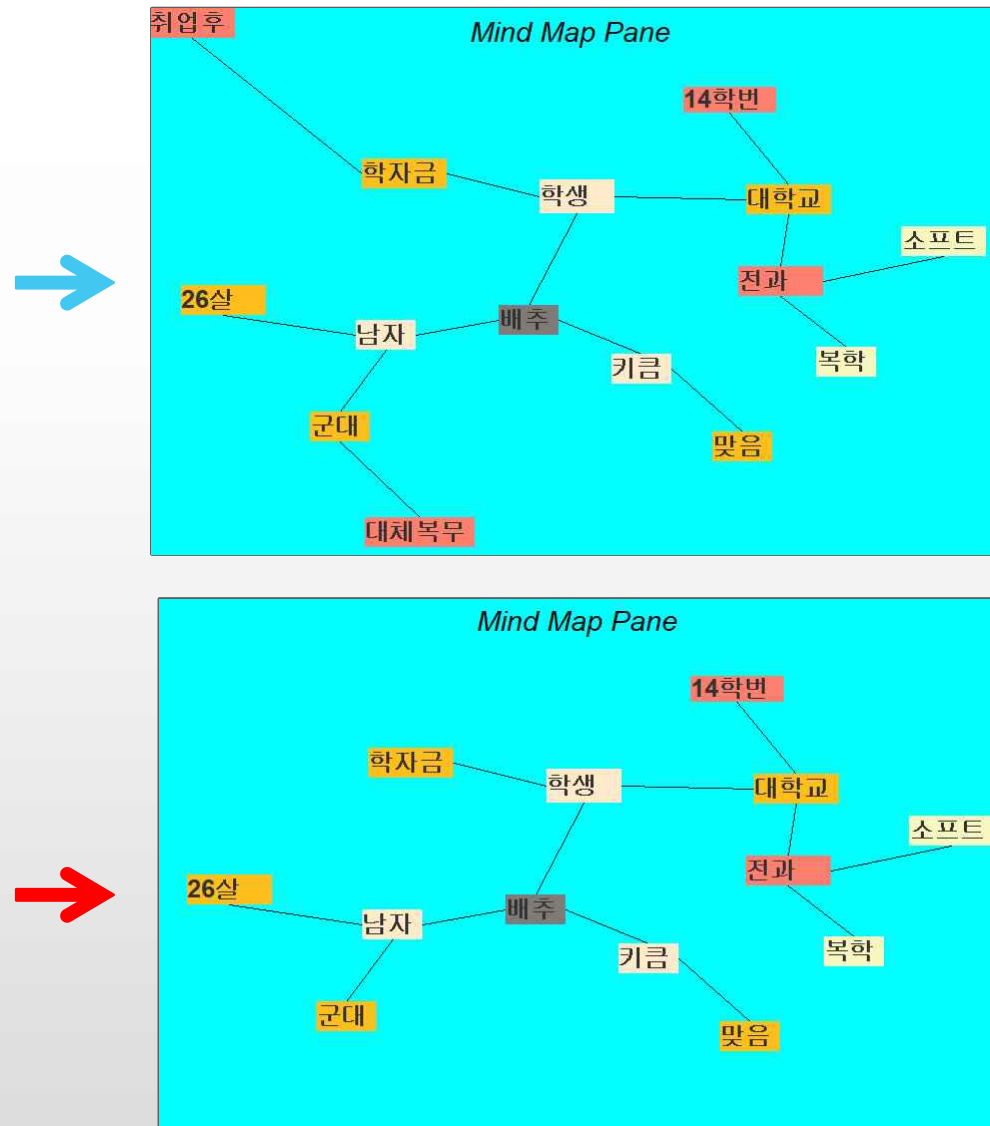 취업후
Mind Map Pane
14학번
학자금
학생
대학교
소프트
전과
26살
배추
남자
키큼
복학
군대
맞음
대체복무
Mind Map Pane
14학번
학자금
학생
대학교
소프트
전과
26살
배추
남자
키큼
복학
군대
맞음